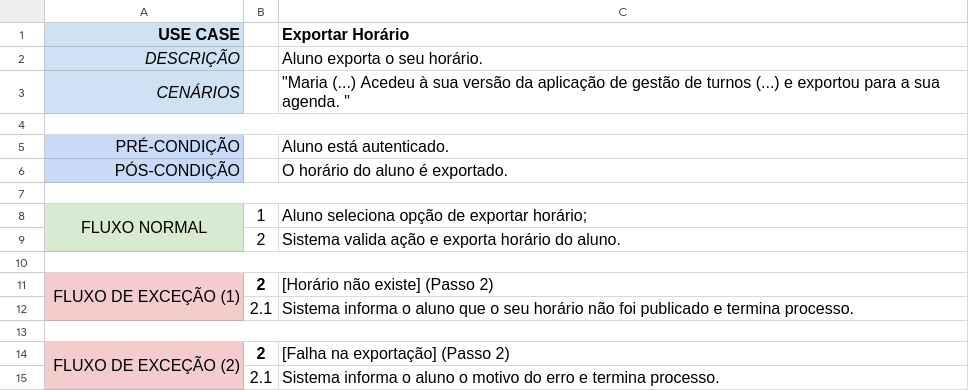 A B C
1 USE CASE Exportar Horário
2 DESCRIÇÃO Aluno exporta o seu horário.
3 CENÁRIOS "Maria (...) Acedeu à sua versão da aplicação de gestão de turnos (...) e exportou para a sua
agenda. "
4
5 PRÉ-CONDIÇÃO Aluno está autenticado.
6 PÓS-CONDIÇÃO O horário do aluno é exportado.
7
8 FLUXO NORMAL 1 Aluno seleciona opção de exportar horário;
9 2 Sistema valida ação e exporta horário do aluno.
10
11 FLUXO DE EXCEÇÃO (1) 2 [Horário não existe] (Passo 2)
12 2.1 Sistema informa o aluno que o seu horário não foi publicado e termina processo.
13
14 FLUXO DE EXCEÇÃO (2) 2 [Falha na exportação] (Passo 2)
15 2.1 Sistema informa o aluno o motivo do erro e termina processo.